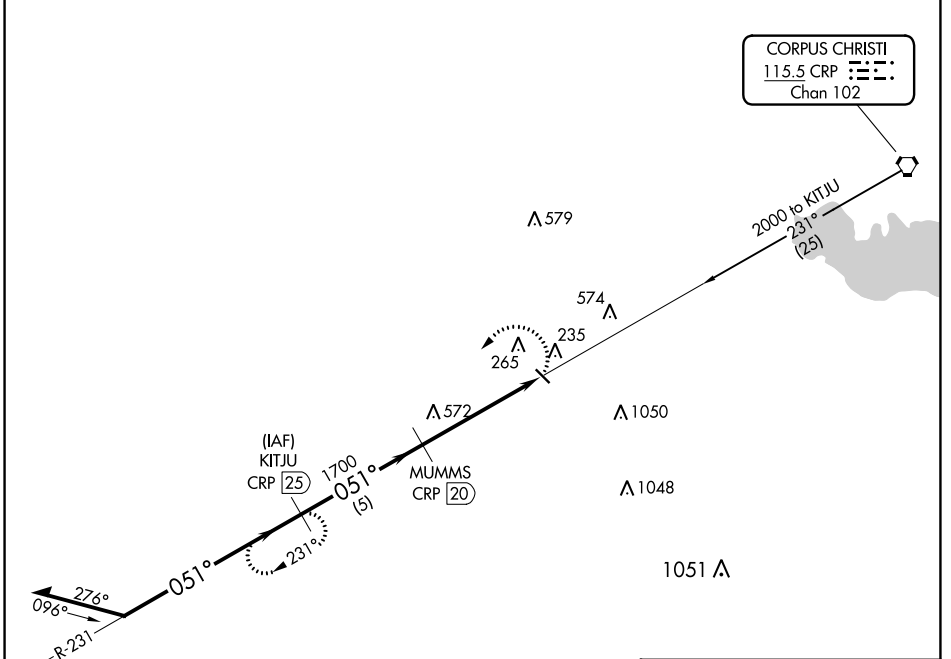 CORPUS CHRISTI
115.5 CRP
Chan 102
2000 to KITJU
231°
(25)
579
574
235
265
572
1050
(IAF)
KITJU
CRP 25
1700
051°
(5)
MUMMS
CRP 20
1048
231°
1051
051°
276°
096°
R-231